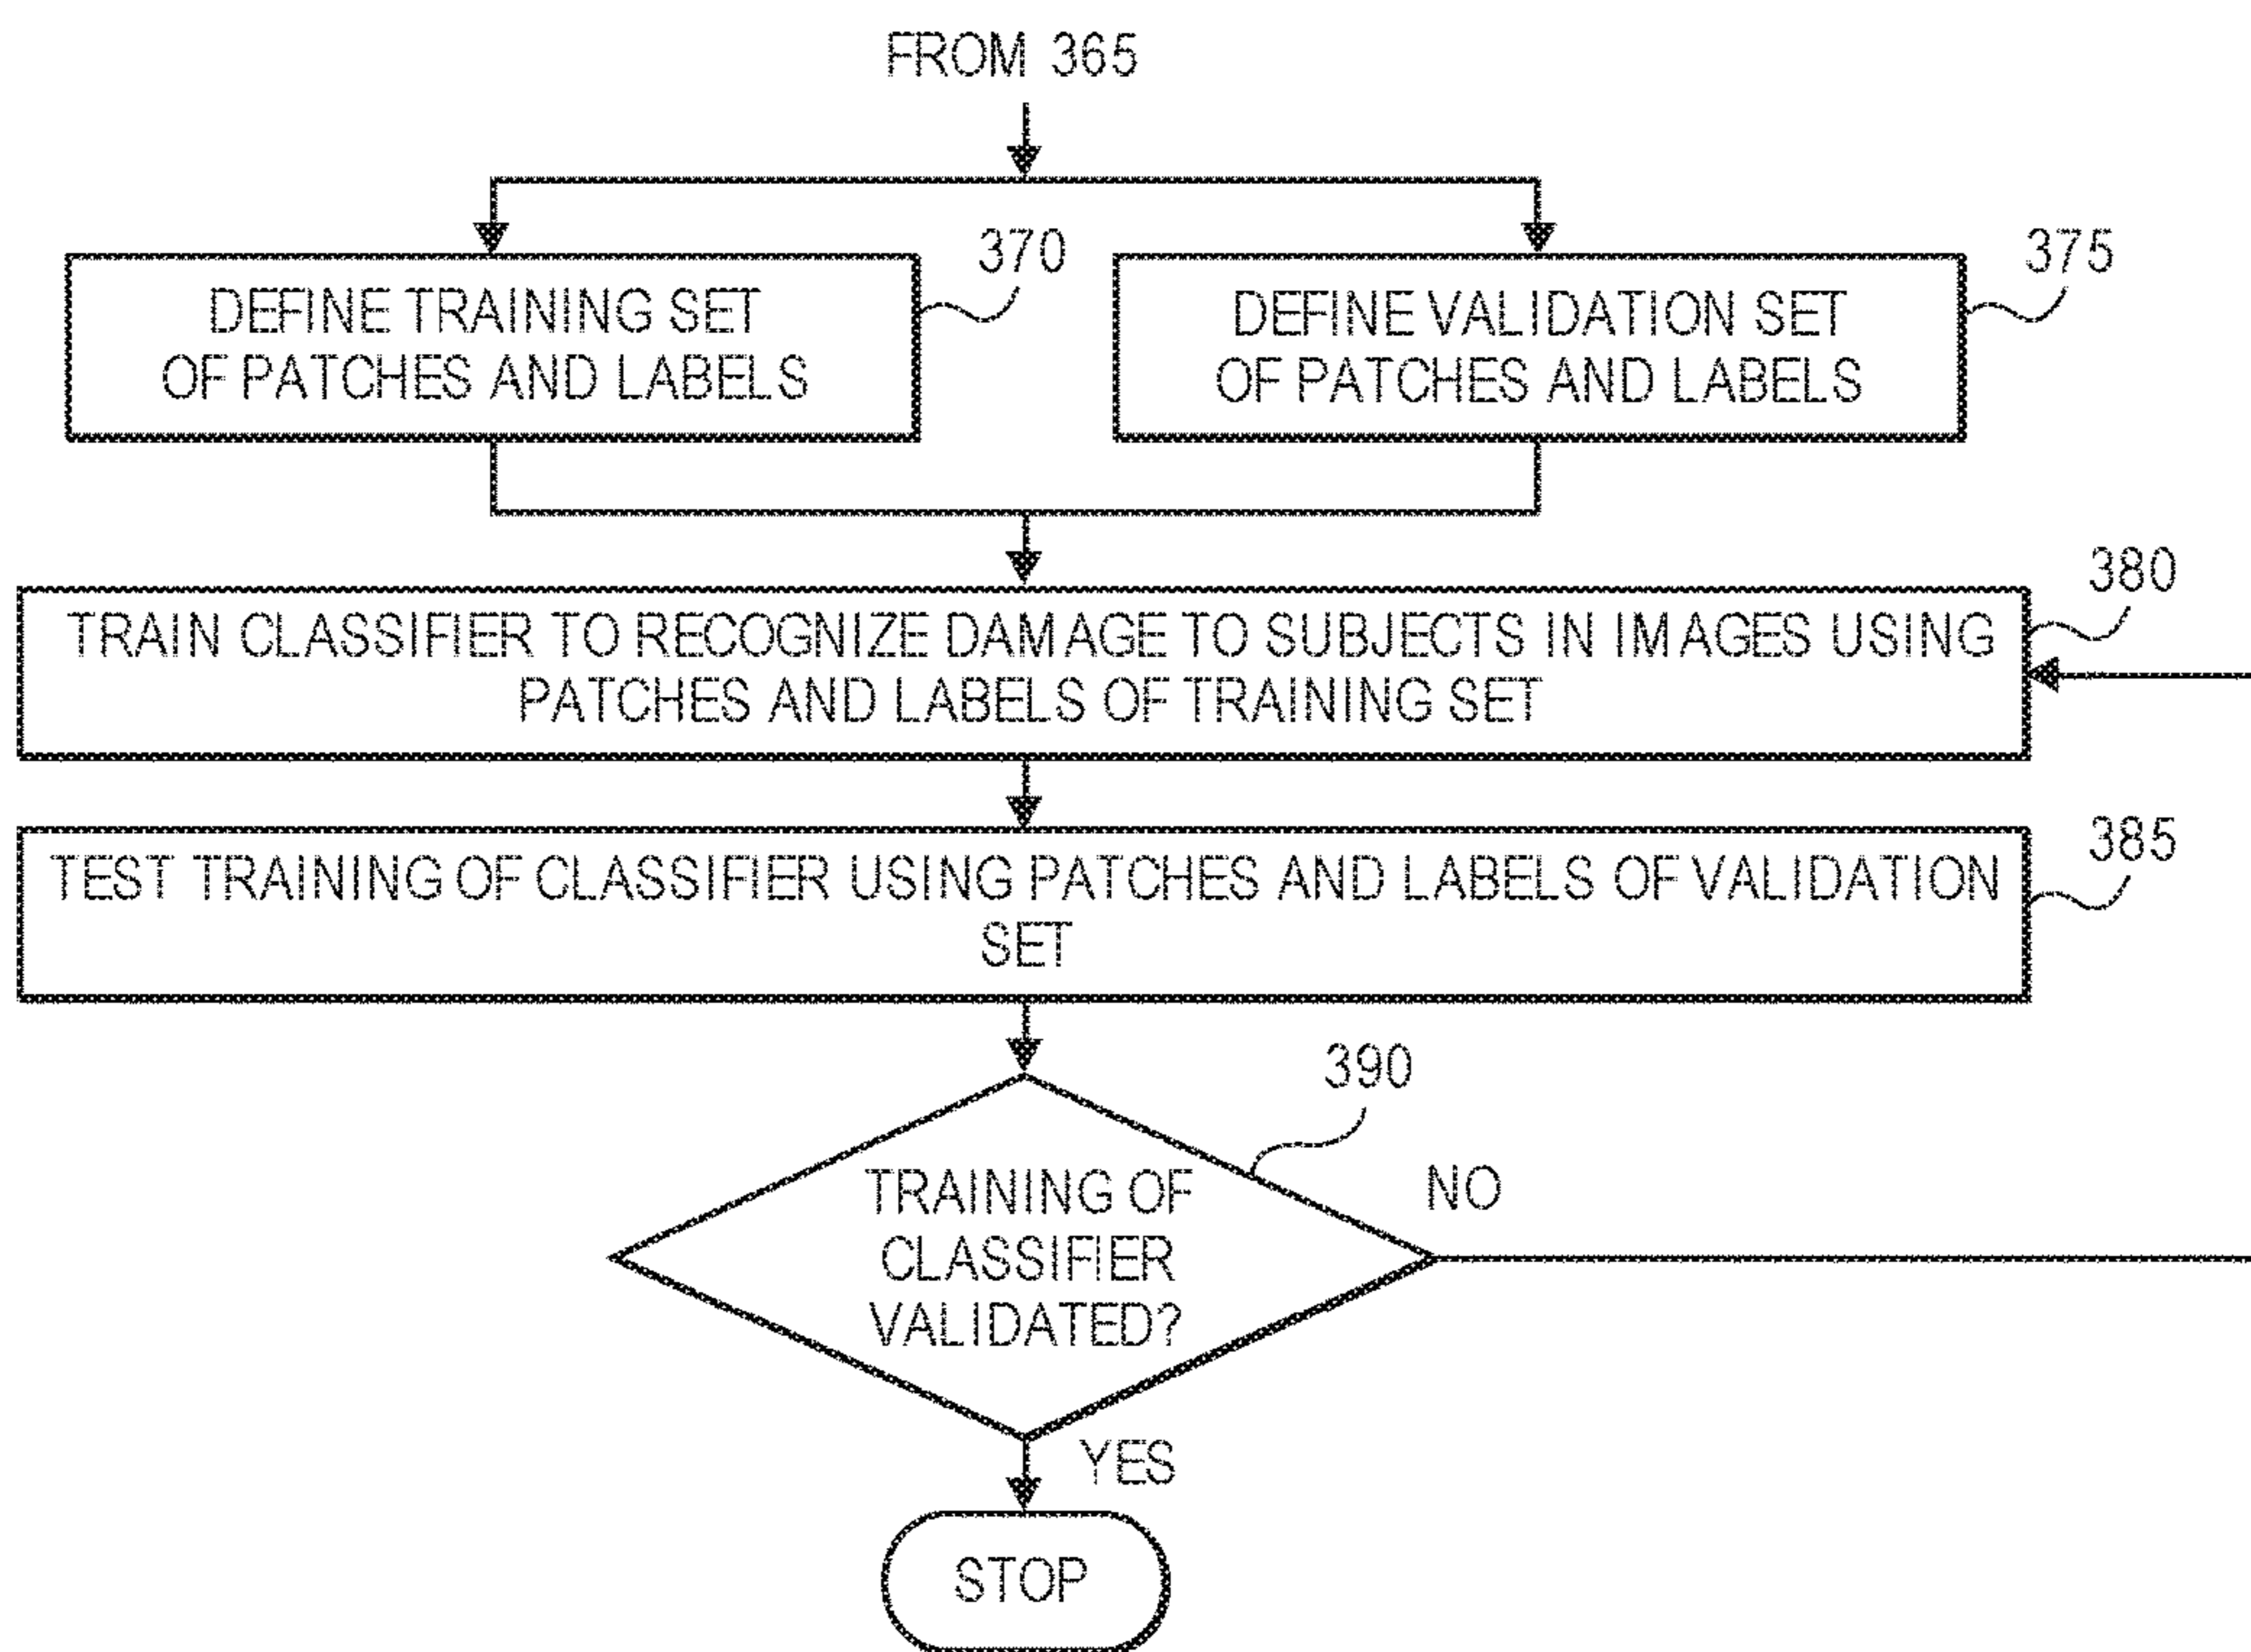 FROM 365
370
375
DEFINE TRAINING SET
OF PATCHES AND LABELS
DEFINE VALIDATION SET
OF PATCHES AND LABELS
380
TRAIN CLASSIFIER TO RECOGNIZE DAMAGE TO SUBJECTS IN IMAGES USING
PATCHES AND LABELS OF TRAINING SET
385
TEST TRAINING OF CLASSIFIER USING PATCHES AND LABELS OF VALIDATION
SET
390
TRAINING OF
CLASSIFIER
VALIDATED?
NO
YES
STOP